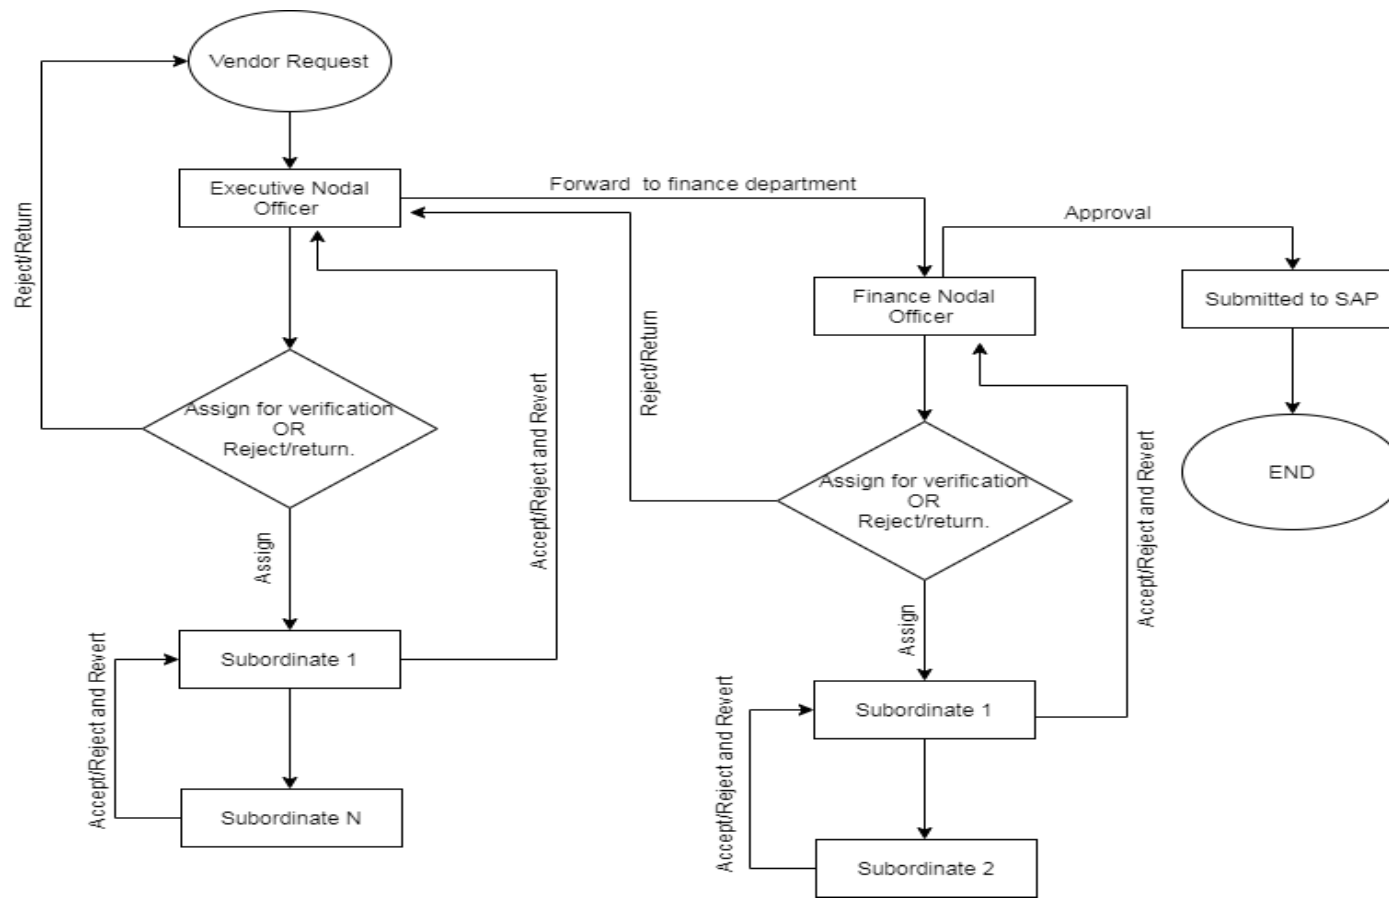 Vendor Request
Reject/Return
Executive Nodal
Officer
Forward  to finance department
Approval
Finance Nodal
Officer
Submitted to SAP
Assign for verification
OR
Reject/return.
Accept/Reject and Revert
Reject/Return
Assign for verification
OR
Reject/return.
Accept/Reject and Revert
END
Assign
Assign
Subordinate 1
Accept/Reject and Revert
Subordinate N
Subordinate 1
Accept/Reject and Revert
Subordinate 2